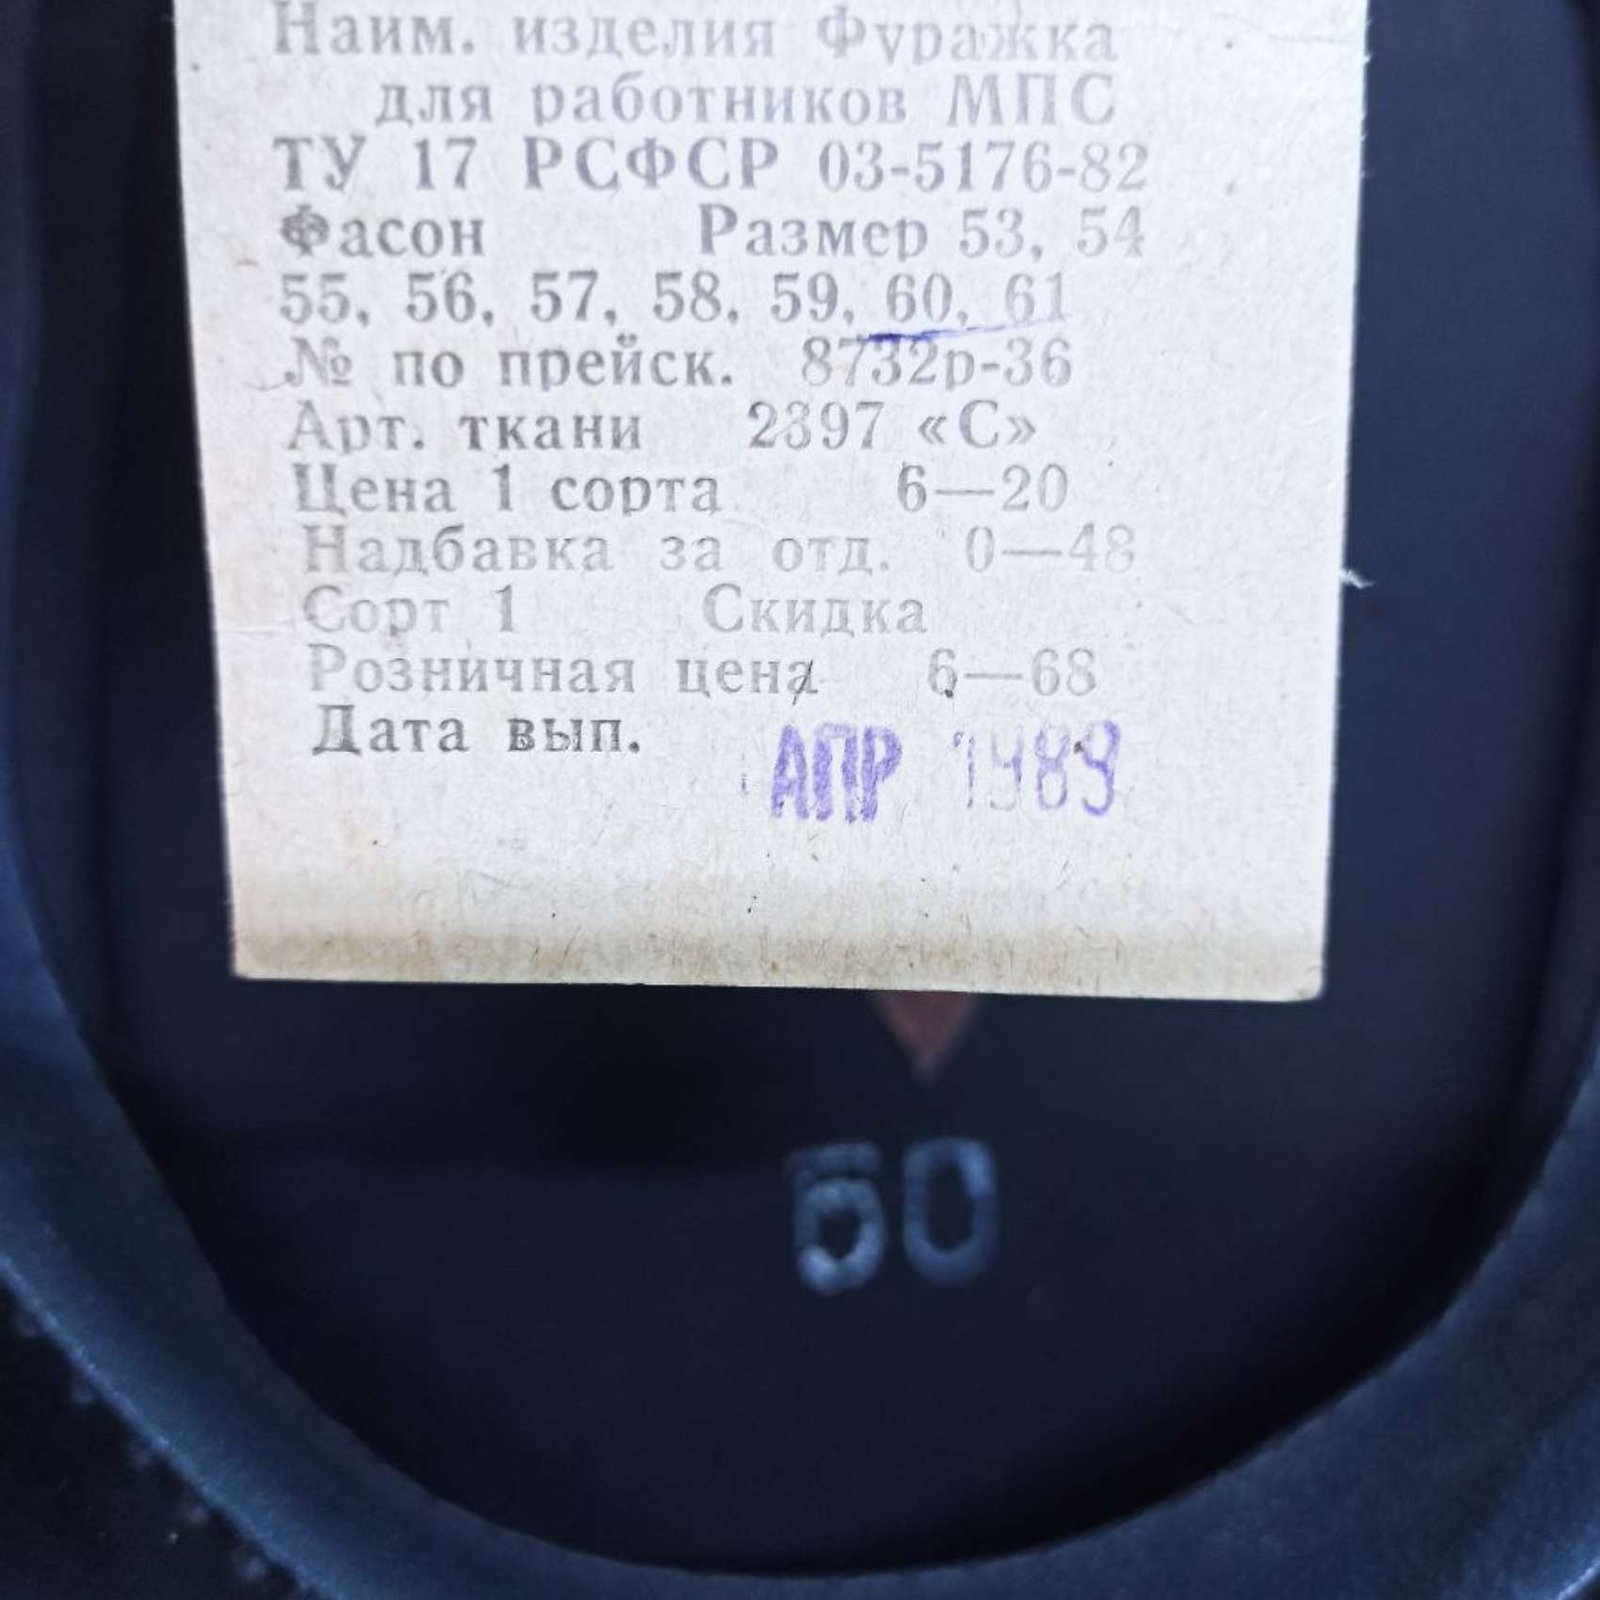 Наим. изделия Фуражка
для работников МПС
ТУ 17 РСФСР 03-5176-82
Фасон Размер 53, 54
55, 56, 57, 58, 59, 60, 61
№ по прейск. 8732р-36
Арт. ткани 2397 «С»
Цена 1 сорта 6—20
Надбавка за отд. 0—48
Сорт 1 Скидка
Розничная цена 6—68
Дата вып.
АПР 1989
60